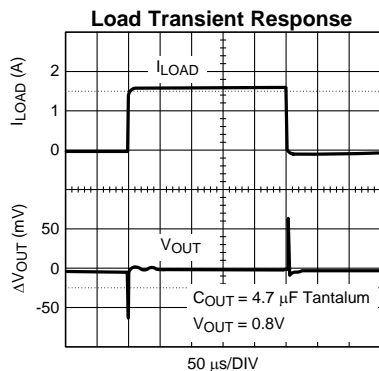 Load Transient Response
I_LOAD (A)
2
I_LOAD
1
0
ΔV_OUT (mV)
50
V_OUT
0
C_OUT = 4.7 μF Tantalum
-50
V_OUT = 0.8V
50 μs/DIV